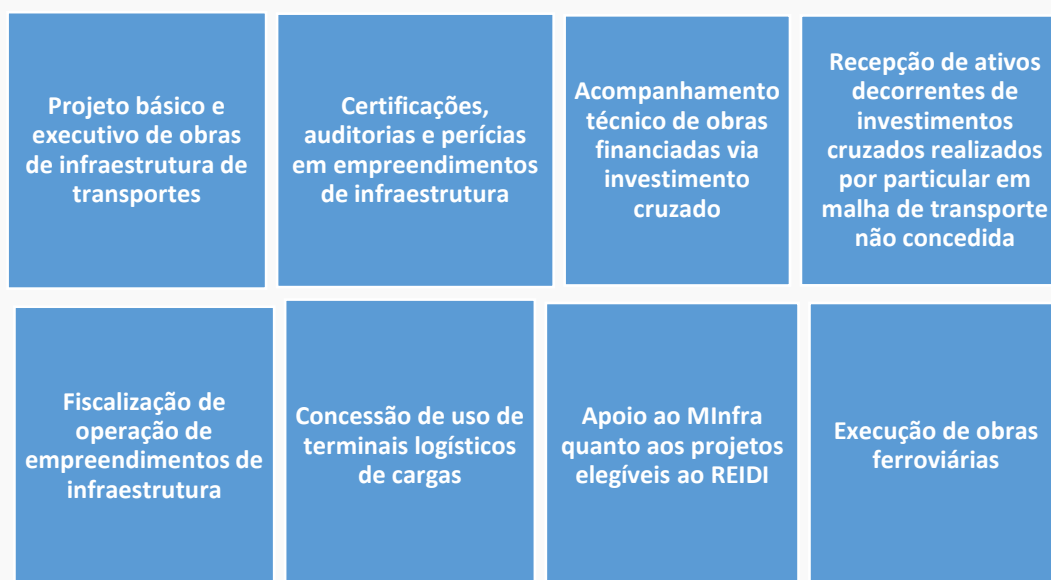 Projeto básico e
executivo de obras
de infraestrutura de
transportes
Certificações,
auditorias e perícias
em empreendimentos
de infraestrutura
Acompanhamento
técnico de obras
financiadas via
investimento
cruzado
Recepção de ativos
decorrentes de
investimentos
cruzados realizados
por particular em
malha de transporte
não concedida
Fiscalização de
operação de
empreendimentos de
infraestrutura
Concessão de uso de
terminais logísticos
de cargas
Apoio ao MInfra
quanto aos projetos
elegíveis ao REIDI
Execução de obras
ferroviárias